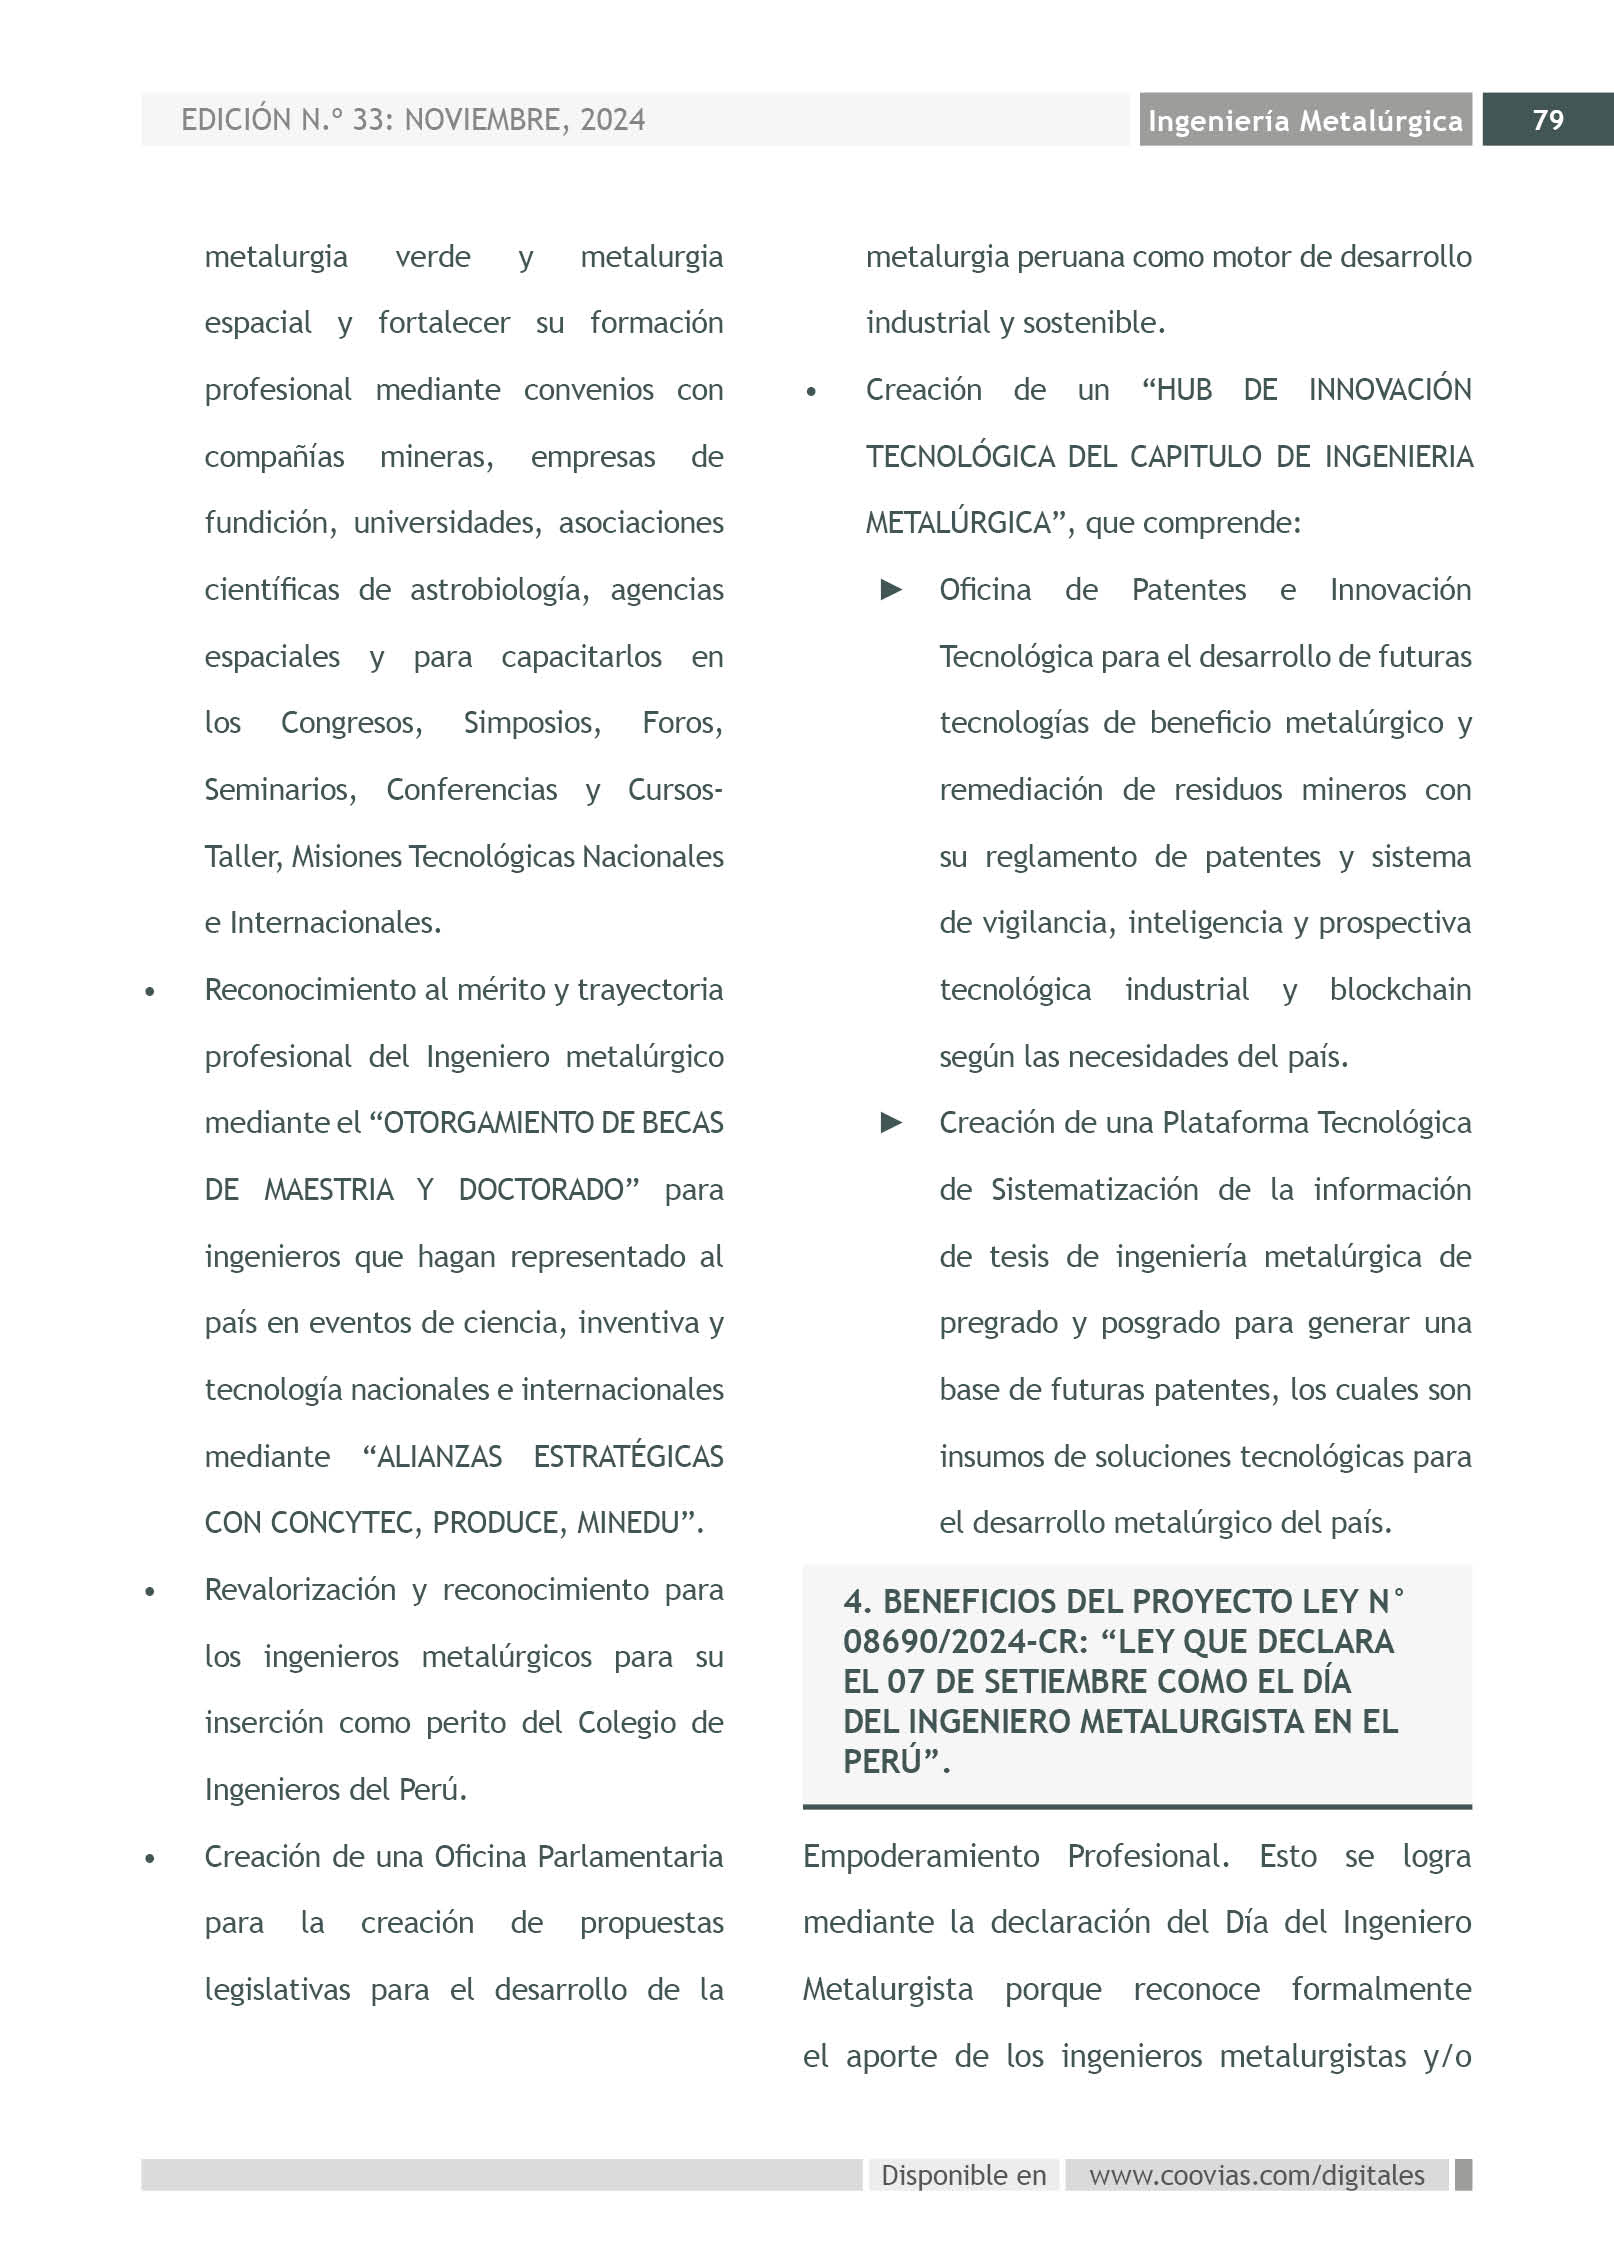 EDICIÓN N.º 33: NOVIEMBRE, 2024
Ingeniería Metalúrgica
79
metalurgia verde y metalurgia
espacial y fortalecer su formación
profesional mediante convenios con
compañías mineras, empresas de
fundición, universidades, asociaciones
científicas de astrobiología, agencias
espaciales y para capacitarlos en
los Congresos, Simposios, Foros,
Seminarios, Conferencias y Cursos-
Taller, Misiones Tecnológicas Nacionales
e Internacionales.
• Reconocimiento al mérito y trayectoria
profesional del Ingeniero metalúrgico
mediante el “OTORGAMIENTO DE BECAS
DE MAESTRIA Y DOCTORADO” para
ingenieros que hagan representado al
país en eventos de ciencia, inventiva y
tecnología nacionales e internacionales
mediante “ALIANZAS ESTRATÉGICAS
CON CONCYTEC, PRODUCE, MINEDU”.
• Revalorización y reconocimiento para
los ingenieros metalúrgicos para su
inserción como perito del Colegio de
Ingenieros del Perú.
• Creación de una Oficina Parlamentaria
para la creación de propuestas
legislativas para el desarrollo de la
metalurgia peruana como motor de desarrollo
industrial y sostenible.
• Creación de un “HUB DE INNOVACIÓN
TECNOLÓGICA DEL CAPITULO DE INGENIERIA
METALÚRGICA”, que comprende:
► Oficina de Patentes e Innovación
Tecnológica para el desarrollo de futuras
tecnologías de beneficio metalúrgico y
remediación de residuos mineros con
su reglamento de patentes y sistema
de vigilancia, inteligencia y prospectiva
tecnológica industrial y blockchain
según las necesidades del país.
► Creación de una Plataforma Tecnológica
de Sistematización de la información
de tesis de ingeniería metalúrgica de
pregrado y posgrado para generar una
base de futuras patentes, los cuales son
insumos de soluciones tecnológicas para
el desarrollo metalúrgico del país.
4. BENEFICIOS DEL PROYECTO LEY N°
08690/2024-CR: “LEY QUE DECLARA
EL 07 DE SETIEMBRE COMO EL DÍA
DEL INGENIERO METALURGISTA EN EL
PERÚ”.
Empoderamiento Profesional. Esto se logra
mediante la declaración del Día del Ingeniero
Metalurgista porque reconoce formalmente
el aporte de los ingenieros metalurgistas y/o
Disponible en
www.coovias.com/digitales